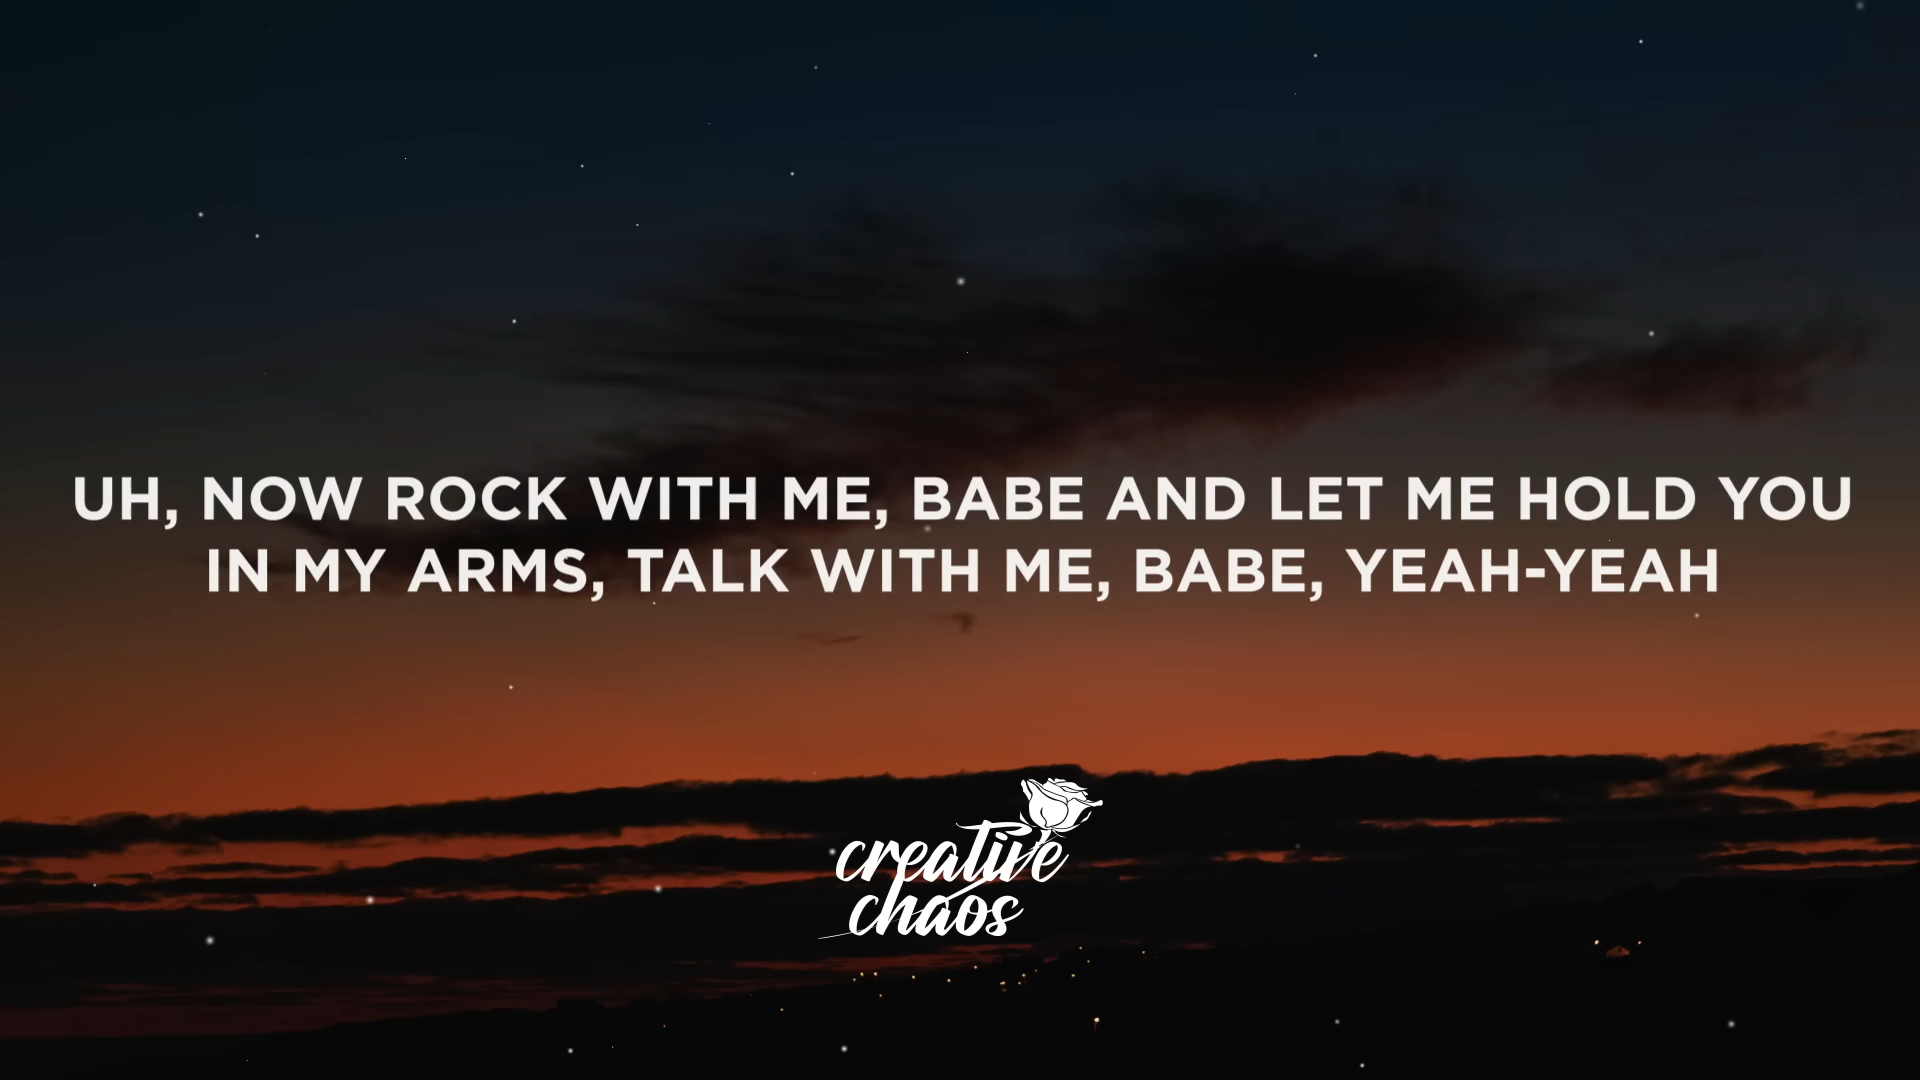 UH, NOW ROCK WITH ME, BABE AND LET ME HOLD YOU
IN MY ARMS, TALK WITH ME, BABE, YEAH-YEAH
creative
chaos